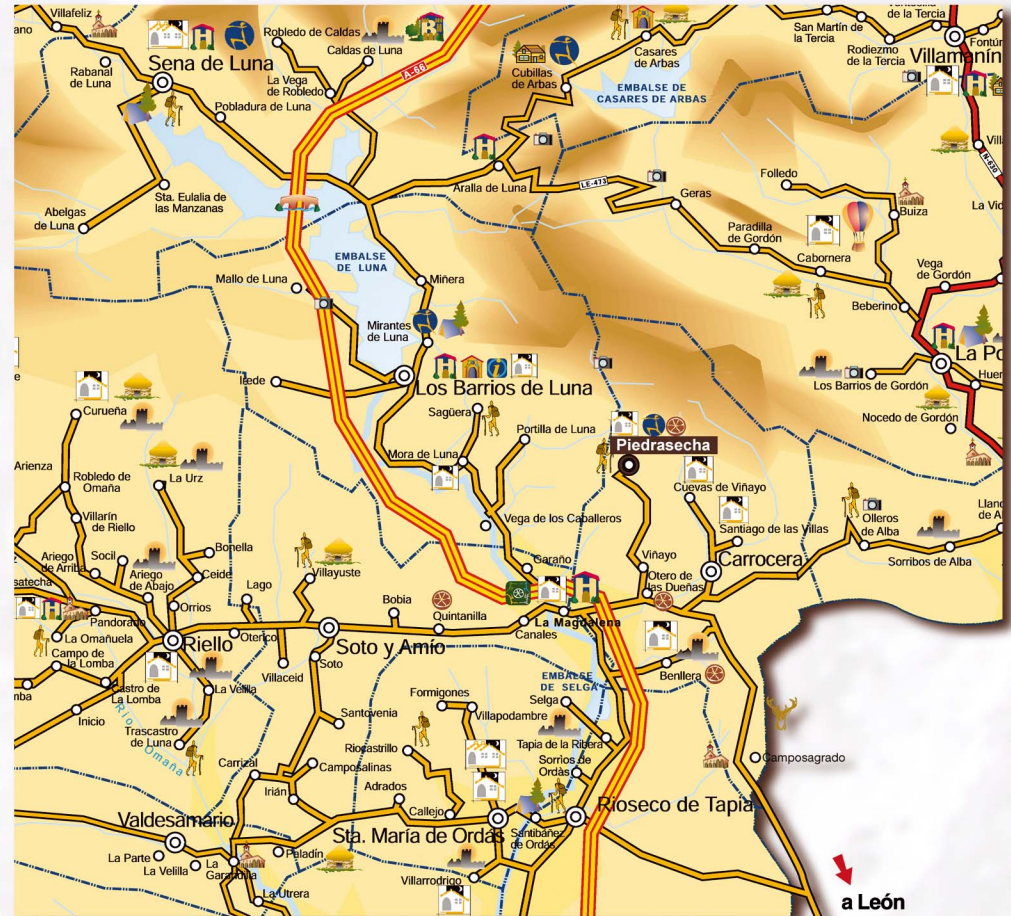 Villafeliz
Robledo de Caldas
Caldas de Luna
Sena de Luna
Rabanal
de Luna
La Vega
de Robledo
Pobladura de Luna
A-66
Cubillas
de Arbas
Casares
de Arbas
EMBALSE DE
CASARES DE ARBAS
San Martín de
la Tercia
de la Tercia
Rodiezmo
de la Tercia
Villamanín
N-630
Aralla de Luna
LE-473
Geras
Folledo
Buiza
Paradilla
de Gordón
Cabornera
Vega
de Gordón
Beberino
Sta. Eulalia de
las Manzanas
Abelgas
de Luna
EMBALSE
DE LUNA
Mallo de Luna
Miñera
Mirantes
de Luna
Los Barrios de Luna
Irede
Los Barrios de Gordón
Nocedo de Gordón
Curueña
Sagüera
Portilla de Luna
Piedrasecha
Mora de Luna
Cuevas de Viñayo
Arienza
Robledo de
Omaña
La Urz
Villarín
de Riello
Vega de los Caballeros
Santiago de las Villas
Olleros
de Alba
Sorribos de Alba
Ariego
de Arriba
Socil
Ariego
de Abajo
Bonella
Ceide
Garaño
Viñayo
Otero de
las Dueñas
Carrocera
Villayuste
Lago
Bobia
Quintanilla
La Magdalena
Canales
Pandorado
Orrios
La Omañuela
Riello
Oterico
Soto y Amío
Campo de
la Lomba
Soto
Villaceid
Castro de
La Lomba
La Velilla
Inicio
Río Omaña
Trascastro
de Luna
Santovenia
Formigones
Villapodambre
EMBALSE
DE SELGA
Selga
Benllera
Riocastrillo
Tapia de la Ribera
Sorrios de
Ordás
Camposagrado
Carrizal
Camposalinas
Irián
Adrados
Callejo
Valdesamario
Sta. María de Ordás
Santibáñez
de Ordás
Rioseco de Tapia
La Parte
La Velilla
La
Garandilla
Paladín
Villarrodrigo
La Utrera
a León